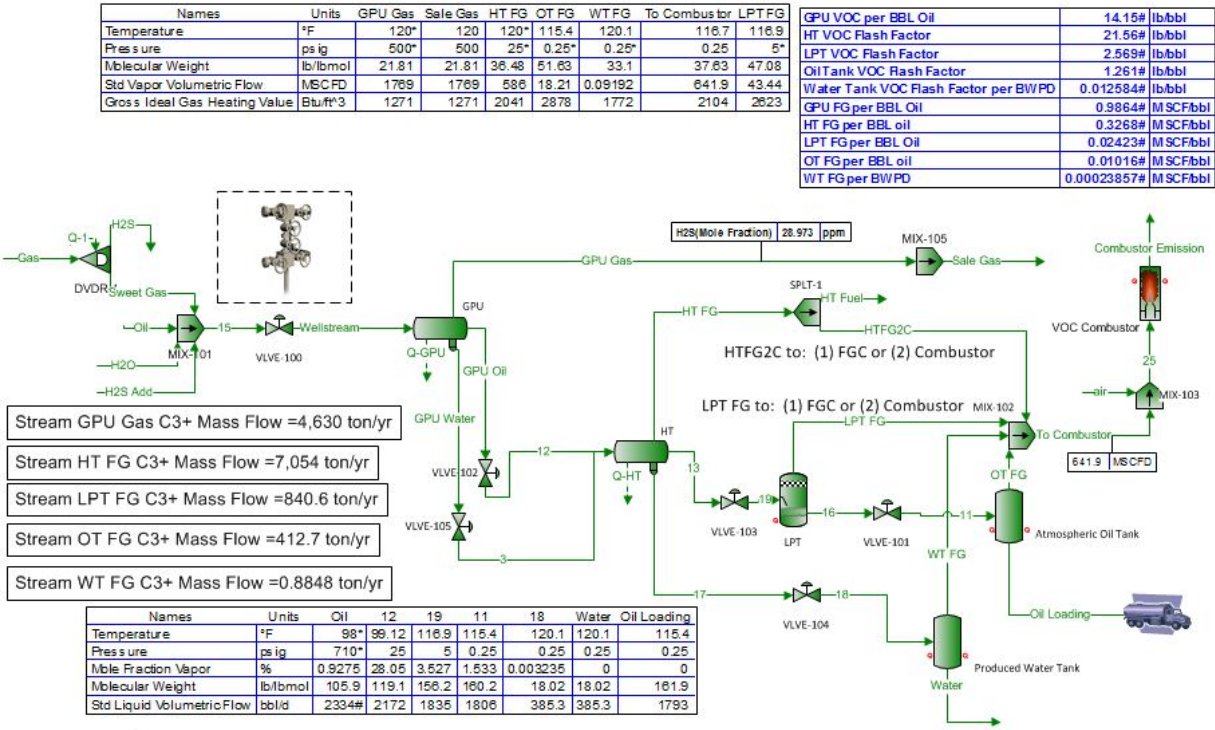 Names Units GPU Gas Sale Gas HT FG OT FG WT FG To Combustor LPT FG
Temperature °F 120* 120 120* 115.4 120.1 116.7 116.9
Pressure psig 500* 500 25* 0.25* 0.25* 0.25 5*
Molecular Weight lb/lbmol 21.81 21.81 36.48 51.63 33.1 37.63 47.08
Std Vapor Volumetric Flow MSCFD 1769 1769 586 18.21 0.09192 641.9 43.44
Gross Ideal Gas Heating Value Btu/ft^3 1271 1271 2041 2878 1772 2104 2623
GPU VOC per BBL Oil 14.15# lb/bbl
HT VOC Flash Factor 21.56# lb/bbl
LPT VOC Flash Factor 2.569# lb/bbl
Oil Tank VOC Flash Factor 1.261# lb/bbl
Water Tank VOC Flash Factor per BWPD 0.012584# lb/bbl
GPU FG per BBL Oil 0.9864# MSCF/bbl
HT FG per BBL oil 0.3268# MSCF/bbl
LPT FG per BBL Oil 0.02423# MSCF/bbl
OT FG per BBL oil 0.01016# MSCF/bbl
WT FG per BWPD 0.00023857# MSCF/bbl
H2S
Q-1
Gas
DVDR
Sweet Gas
Oil
MIX-101
15
VLVE-100
Wellstream
H2O
H2S Add
GPU
Q-GPU
GPU Oil
GPU Water
GPU Gas
H2S(Mole Fraction) 28.973 ppm
MIX-105
Sale Gas
SPLT-1
HT FG
HT Fuel
HTFG2C
HTFG2C to: (1) FGC or (2) Combustor
LPT FG to: (1) FGC or (2) Combustor
MIX-102
LPT FG
To Combustor
641.9 MSCFD
Combustor Emission
VOC Combustor
25
air
MIX-103
VLVE-102
12
VLVE-105
3
HT
Q-HT
13
VLVE-103
19
LPT
16
VLVE-101
11
OT FG
Atmospheric Oil Tank
WT FG
Oil Loading
17
VLVE-104
18
Produced Water Tank
Water
Stream GPU Gas C3+ Mass Flow =4,630 ton/yr
Stream HT FG C3+ Mass Flow =7,054 ton/yr
Stream LPT FG C3+ Mass Flow =840.6 ton/yr
Stream OT FG C3+ Mass Flow =412.7 ton/yr
Stream WT FG C3+ Mass Flow =0.8848 ton/yr
Names Units Oil 12 19 11 18 Water Oil Loading
Temperature °F 98* 99.12 116.9 115.4 120.1 120.1 115.4
Pressure psig 710* 25 5 0.25 0.25 0.25 0.25
Mole Fraction Vapor % 0.9275 28.05 3.527 1.533 0.003235 0 0
Molecular Weight lb/lbmol 105.9 119.1 156.2 160.2 18.02 18.02 161.9
Std Liquid Volumetric Flow bbl/d 2334# 2172 1835 1806 385.3 385.3 1793